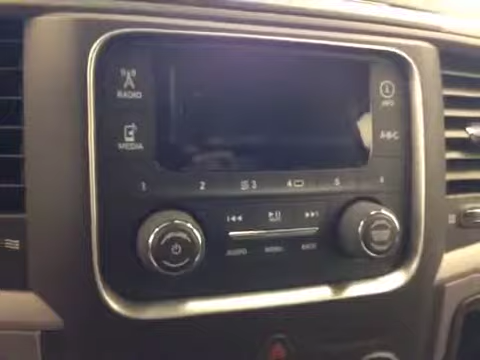 RADIO
INFO
MEDIA
A-B-C
1 2 3 4 5 6
AUDIO MENU BACK